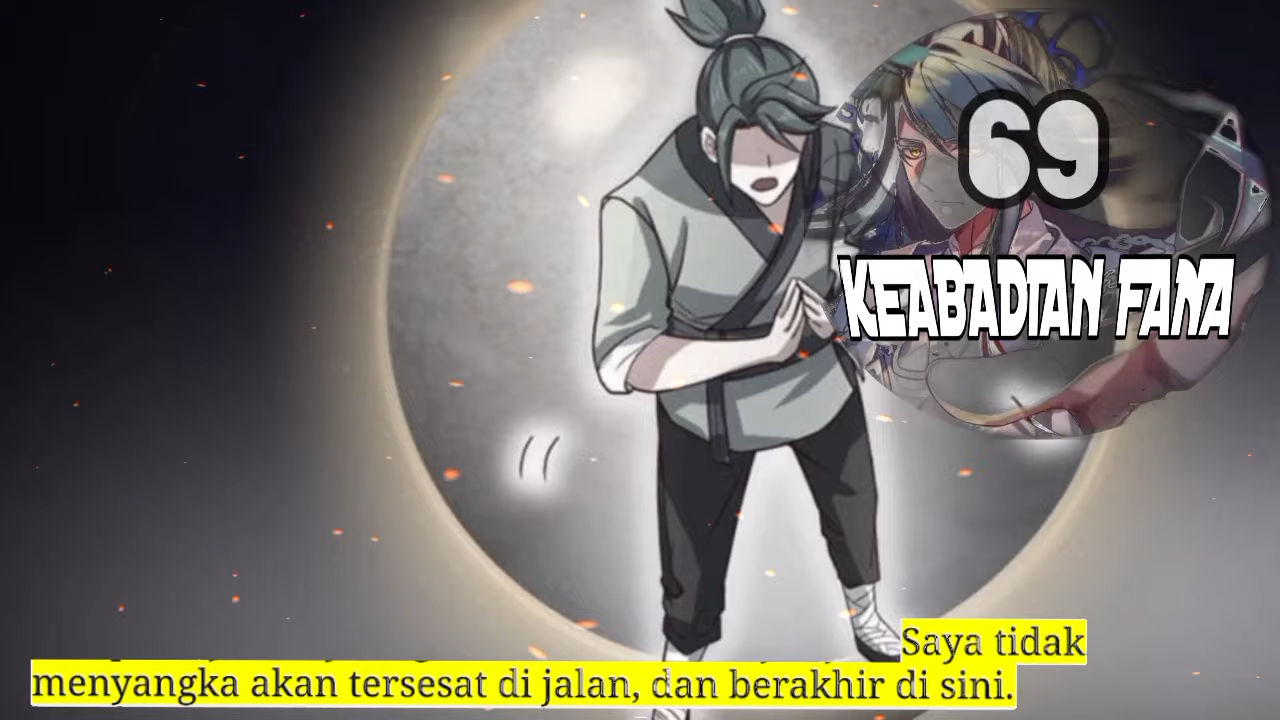 69
KEABADIAN FANA
Saya tidak
menyangka akan tersesat di jalan, dan berakhir di sini.